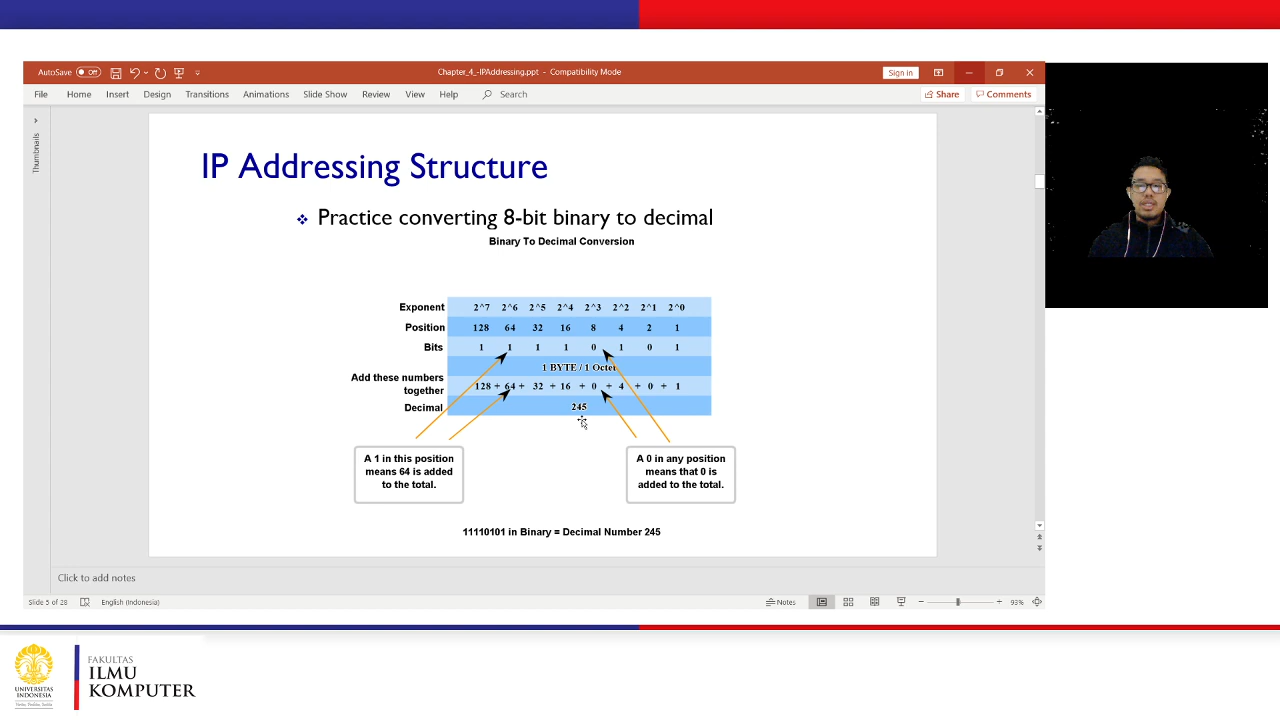 AutoSave Off
Chapter_4_-IPAddressing.ppt - Compatibility Mode
Sign in
File Home Insert Design Transitions Animations Slide Show Review View Help Search
Share Comments
Thumbnails
IP Addressing Structure
❖ Practice converting 8-bit binary to decimal
Binary To Decimal Conversion
Exponent 2^7 2^6 2^5 2^4 2^3 2^2 2^1 2^0
Position 128 64 32 16 8 4 2 1
Bits 1 1 1 1 0 1 0 1
1 BYTE / 1 Octet
Add these numbers
together
128 + 64 + 32 + 16 + 0 + 4 + 0 + 1
Decimal 245
A 1 in this position
means 64 is added
to the total.
A 0 in any position
means that 0 is
added to the total.
11110101 in Binary = Decimal Number 245
Click to add notes
Slide 5 of 28 English (Indonesia) Notes 93%
UNIVERSITAS
INDONESIA
FAKULTAS
ILMU
KOMPUTER